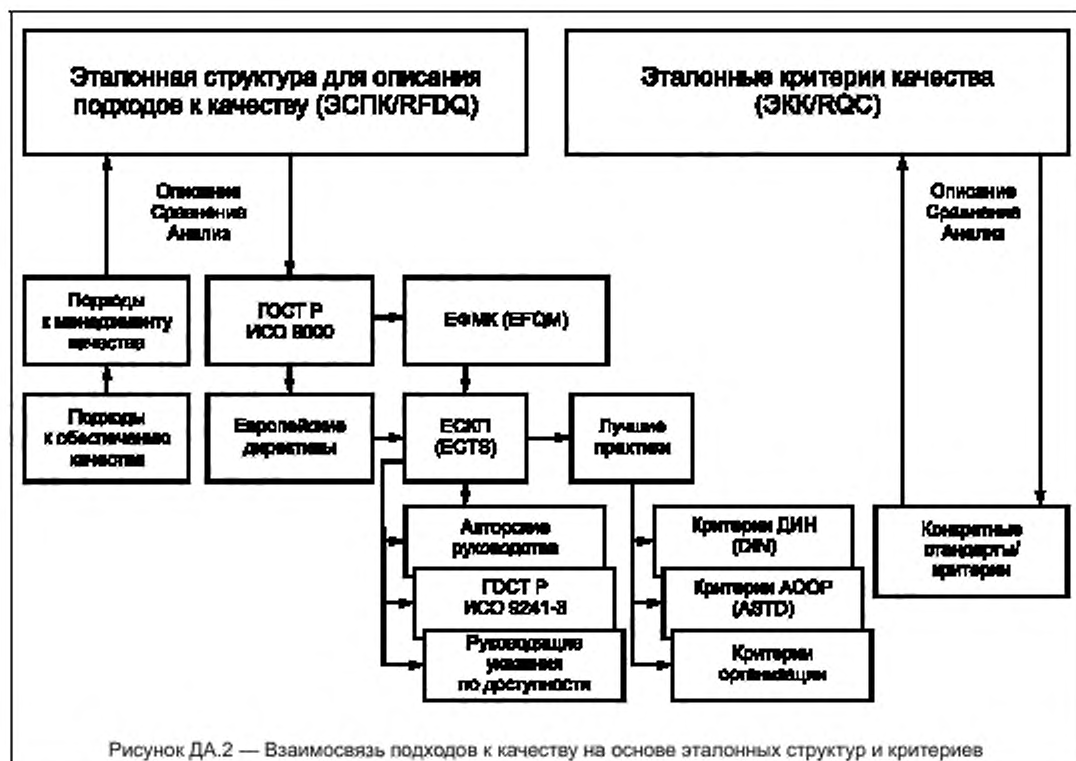 Эталонная структура для описания
подходов к качеству (ЭСПК/RFDQ)
Эталонные критерии качества
(ЭКК/RQC)
Описание
Сравнение
Анализ
Описание
Сравнение
Анализ
Подходы
к менеджменту
качества
ГОСТ Р
ИСО 9000
ЕФМК (EFQM)
Подходы
к обеспечению
качества
Европейские
директивы
ЕСКП
(ECTS)
Лучшие
практики
Авторские
руководства
Критерии ДИН
(DIN)
Конкретные
стандарты/
критерии
ГОСТ Р
ИСО 9241-8
Критерии АООР
(ASTD)
Руководящие
указания
по доступности
Критерии
организации
Рисунок ДА.2 — Взаимосвязь подходов к качеству на основе эталонных структур и критериев